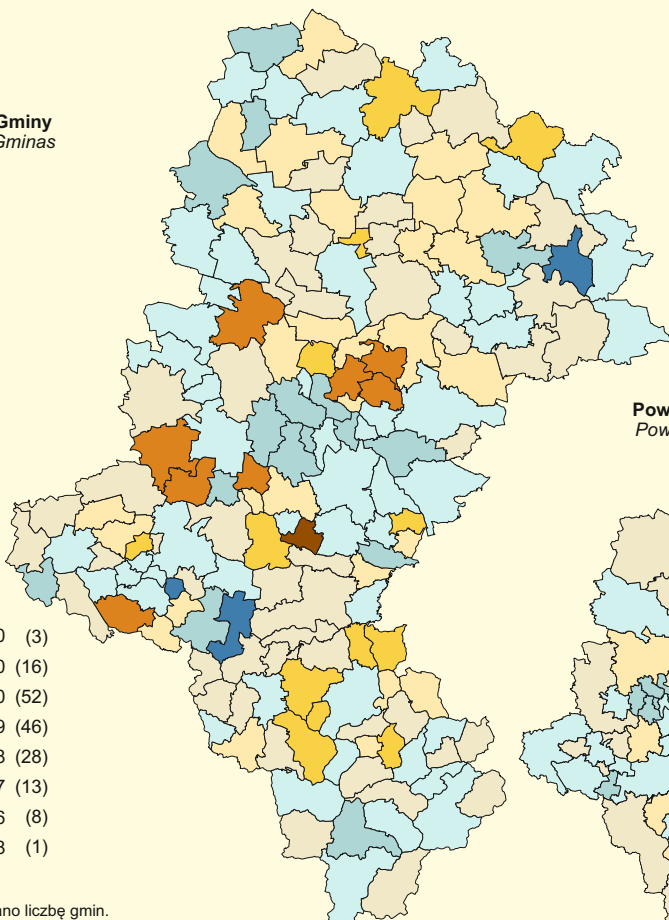 Gminy
Gminas
Pow
Pow
0 (3)
0 (16)
0 (52)
9 (46)
3 (28)
7 (13)
6 (8)
3 (1)
no liczbę gmin.